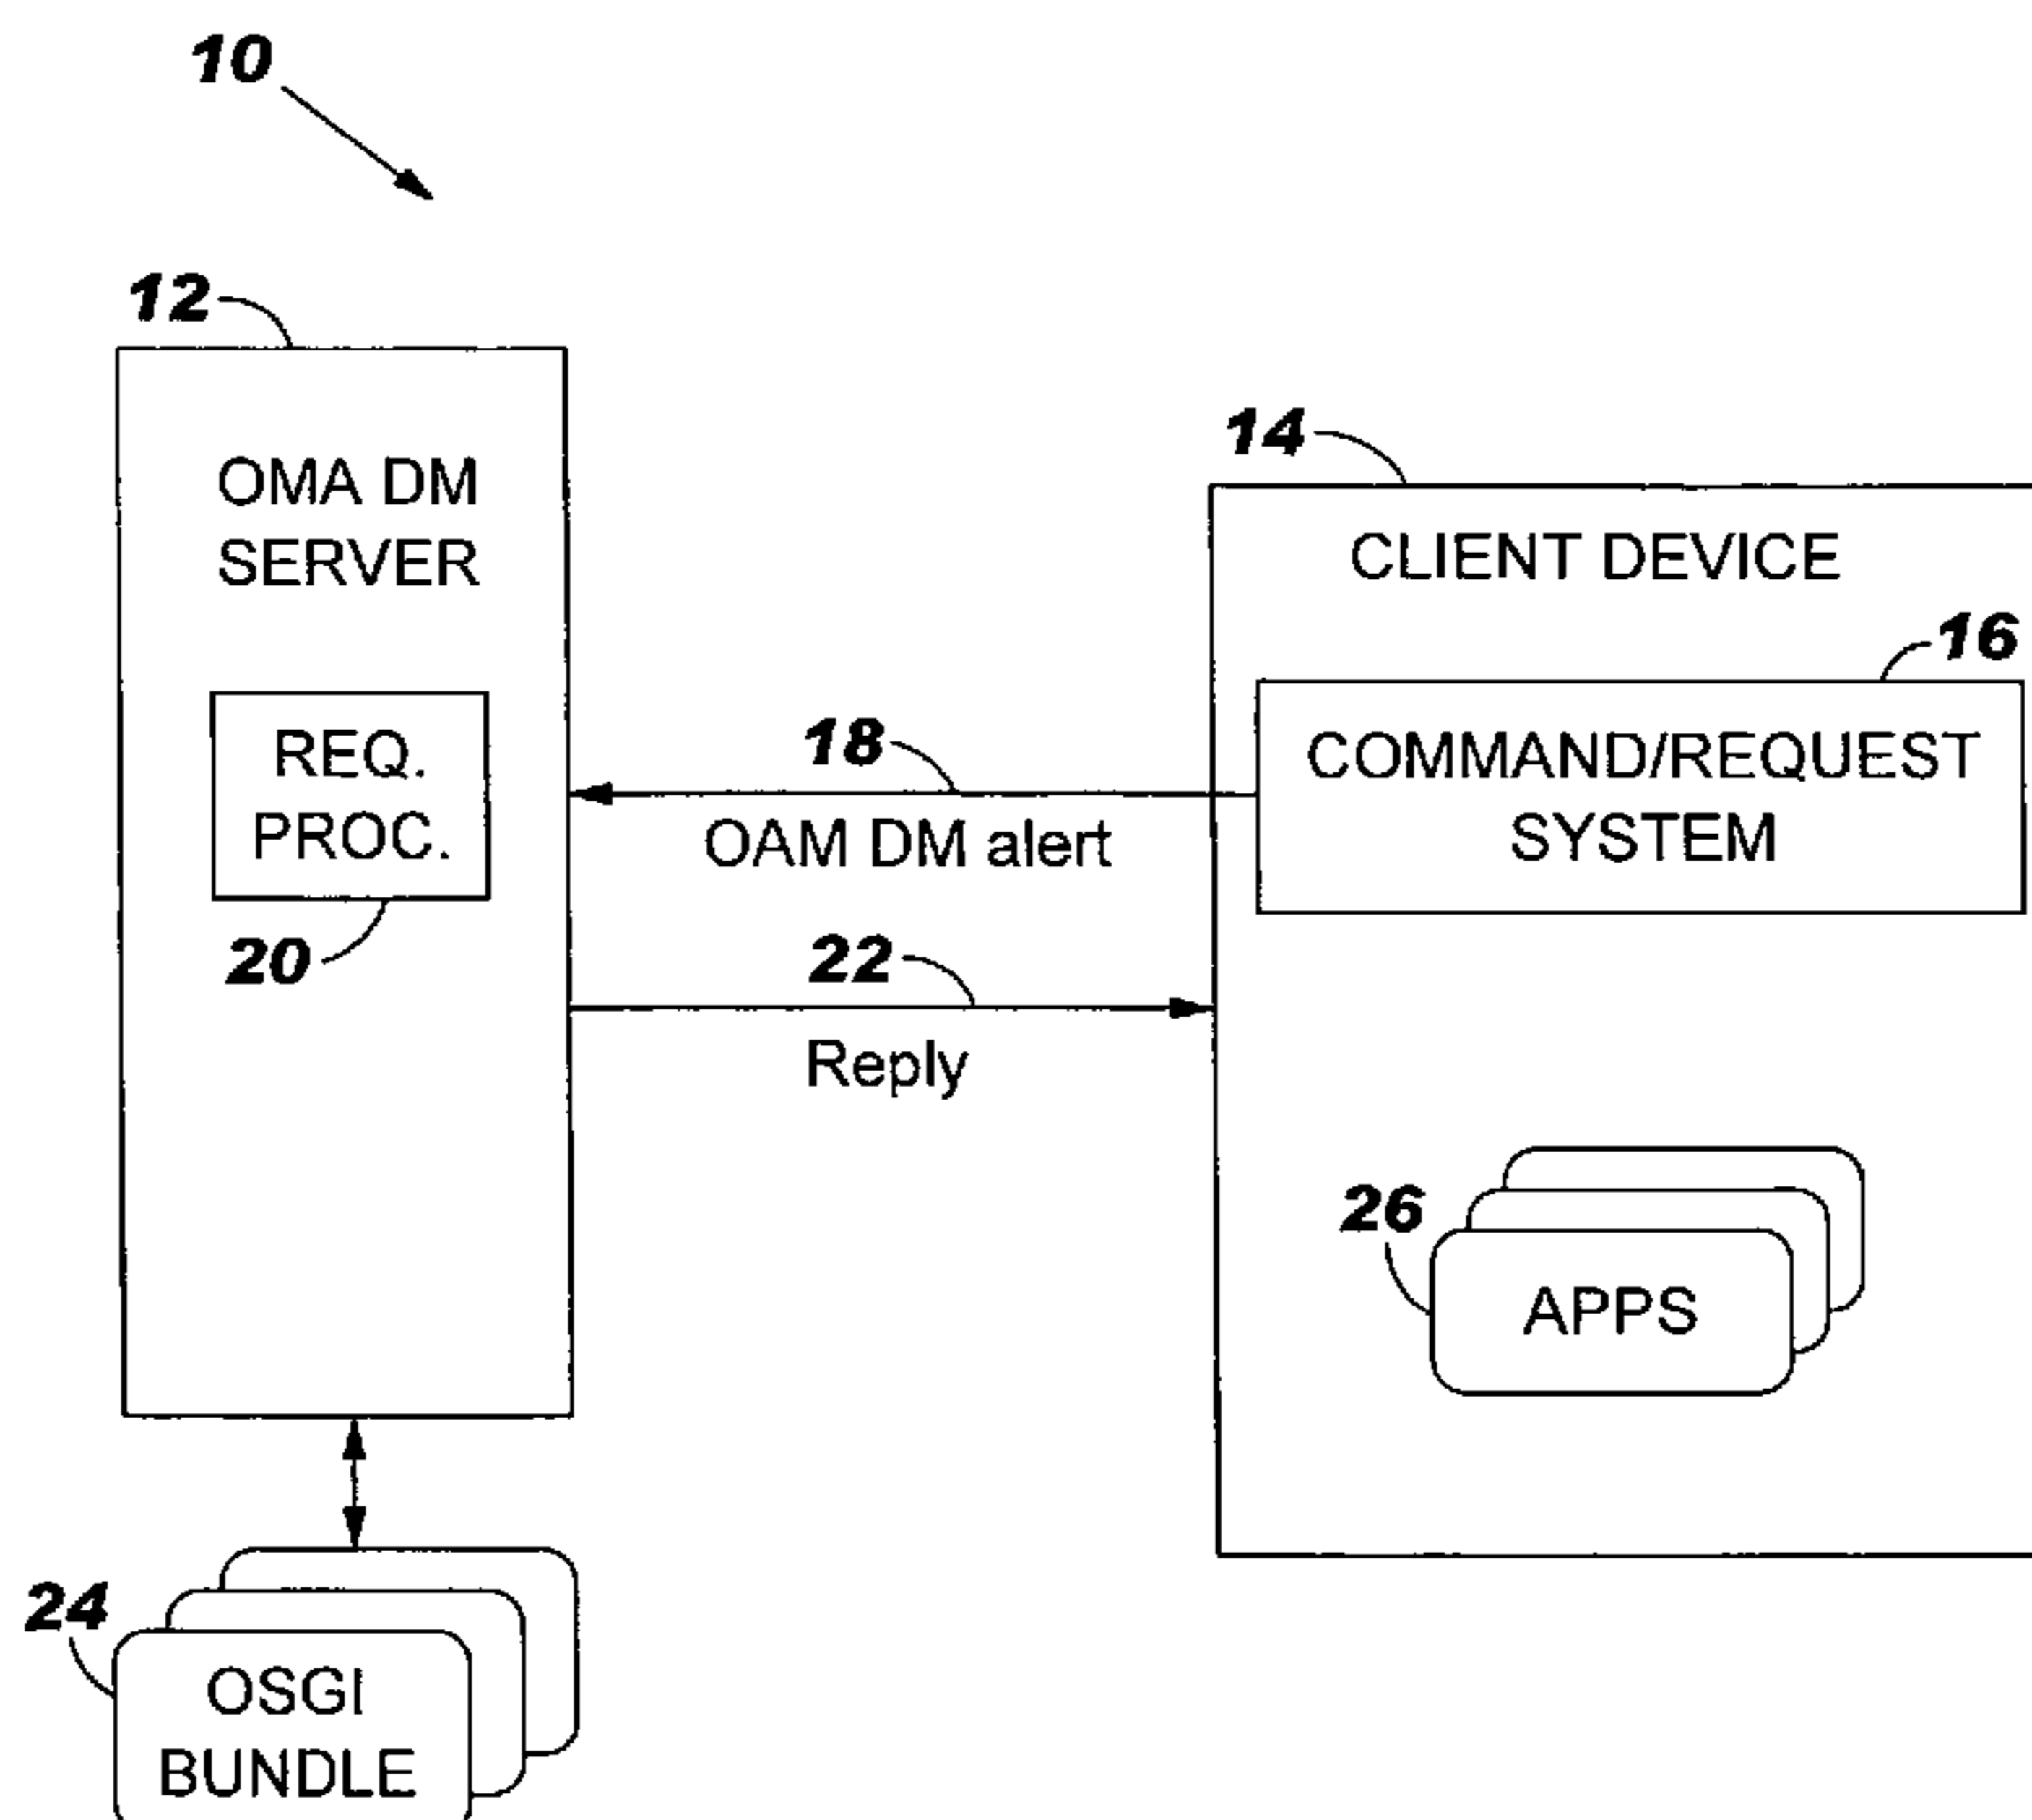 10
12
OMA DM
SERVER
14
CLIENT DEVICE
16
COMMAND/REQUEST
SYSTEM
REQ.
PROC.
20
18
OAM DM alert
22
Reply
26
APPS
24
OSGI
BUNDLE